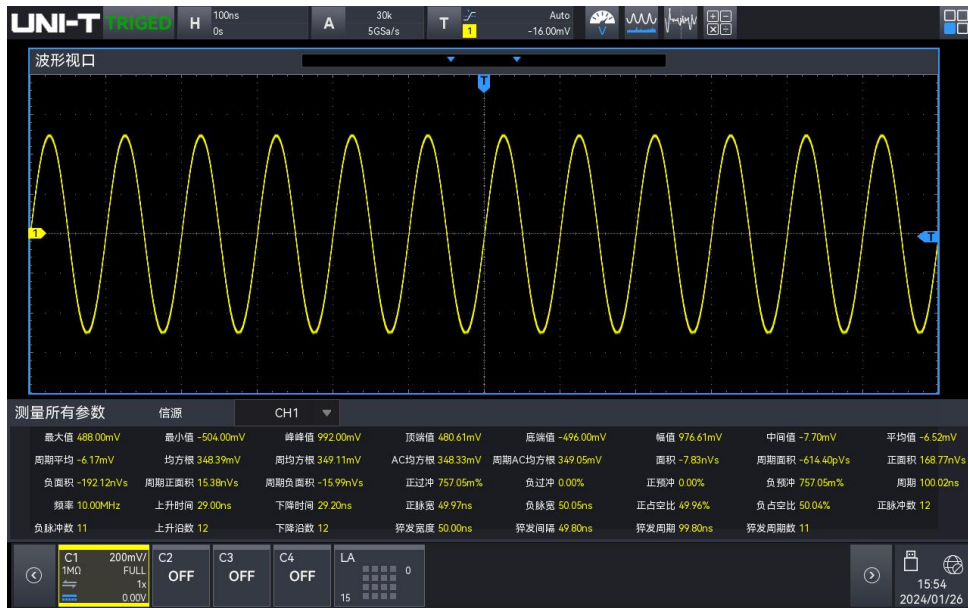 UNI-T TRIGED H 100ns 0s A 30k 5GSa/s T 1 Auto -16.00mV V
波形视口
T
1 T
测量所有参数 信源 CH1
最大值 488.00mV 最小值 -504.00mV 峰峰值 992.00mV 顶端值 480.61mV 底端值 -496.00mV 幅值 976.61mV 中间值 -7.70mV 平均值 -6.52mV
周期平均 -6.17mV 均方根 348.39mV 周均方根 349.11mV AC均方根 348.33mV 周期AC均方根 349.05mV 面积 -7.83nVs 周期面积 -614.40pVs 正面积 168.77nVs
负面积 -192.12nVs 周期正面积 15.38nVs 周期负面积 -15.99nVs 正过冲 757.05m% 负过冲 0.00% 正预冲 0.00% 负预冲 757.05m% 周期 100.02ns
频率 10.00MHz 上升时间 29.00ns 下降时间 29.20ns 正脉宽 49.97ns 负脉宽 50.05ns 正占空比 49.96% 负占空比 50.04% 正脉冲数 12
负脉冲数 11 上升沿数 12 下降沿数 12 猝发宽度 50.00ns 猝发间隔 49.80ns 猝发周期 99.80ns 猝发周期数 11
C1 200mV/ C2 C3 C4 LA
1MΩ FULL OFF OFF OFF 0
1x
0.00V 15 15:54
2024/01/26